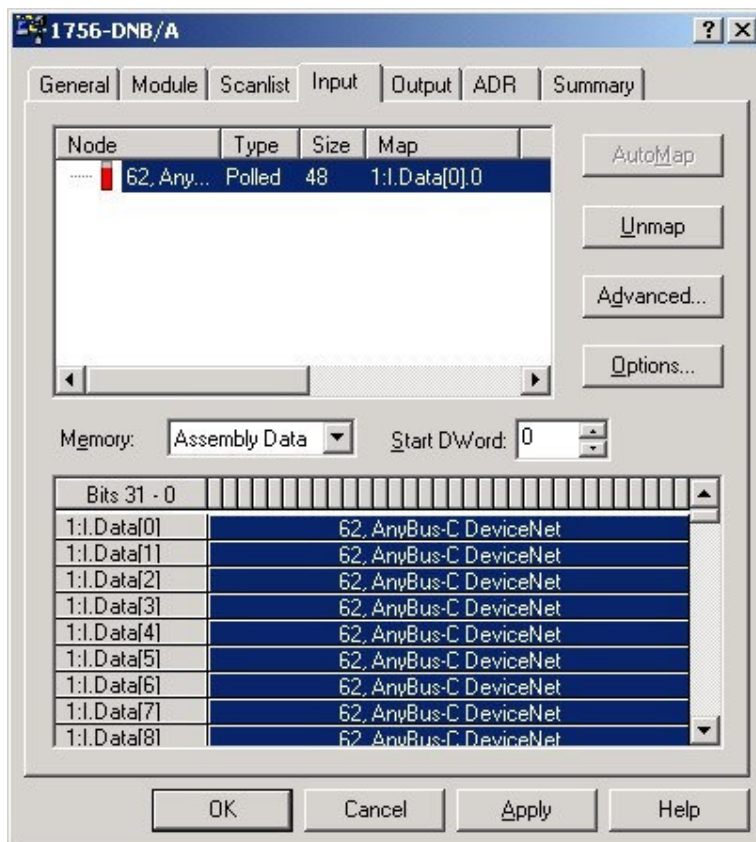 1756-DNB/A
General Module Scanlist Input Output ADR Summary
Node Type Size Map
62, Any... Polled 48 1:I.Data[0].0
AutoMap
Unmap
Advanced...
Options...
Memory: Assembly Data Start DWord: 0
Bits 31 - 0
1:I.Data[0] 62, AnyBus-C DeviceNet
1:I.Data[1] 62, AnyBus-C DeviceNet
1:I.Data[2] 62, AnyBus-C DeviceNet
1:I.Data[3] 62, AnyBus-C DeviceNet
1:I.Data[4] 62, AnyBus-C DeviceNet
1:I.Data[5] 62, AnyBus-C DeviceNet
1:I.Data[6] 62, AnyBus-C DeviceNet
1:I.Data[7] 62, AnyBus-C DeviceNet
1:I.Data[8] 62, AnyBus-C DeviceNet
OK Cancel Apply Help